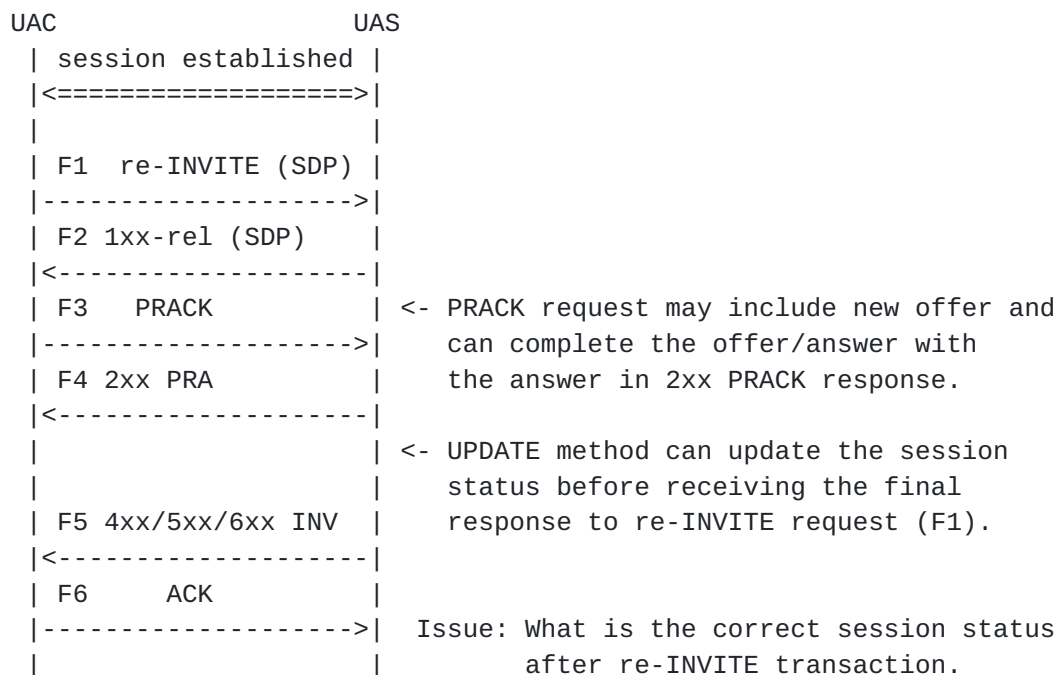 UAC                   UAS
 | session established |
 |<===================>|
 |                     |
 | F1  re-INVITE (SDP) |
 |-------------------->|
 | F2 1xx-rel (SDP)    |
 |<--------------------|
 | F3   PRACK          | <- PRACK request may include new offer and
 |-------------------->|    can complete the offer/answer with
 | F4 2xx PRA          |    the answer in 2xx PRACK response.
 |<--------------------|
 |                     | <- UPDATE method can update the session
 |                     |    status before receiving the final
 | F5 4xx/5xx/6xx INV  |    response to re-INVITE request (F1).
 |<--------------------|
 | F6     ACK          |
 |-------------------->|  Issue: What is the correct session status
 |                     |         after re-INVITE transaction.